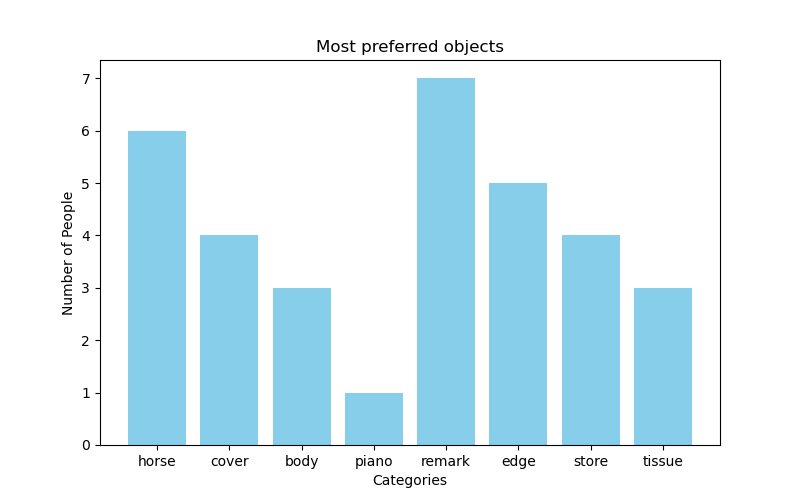 Most preferred objects
7
6
5
4
3
2
1
0
Number of People
horse cover body piano remark edge store tissue
Categories